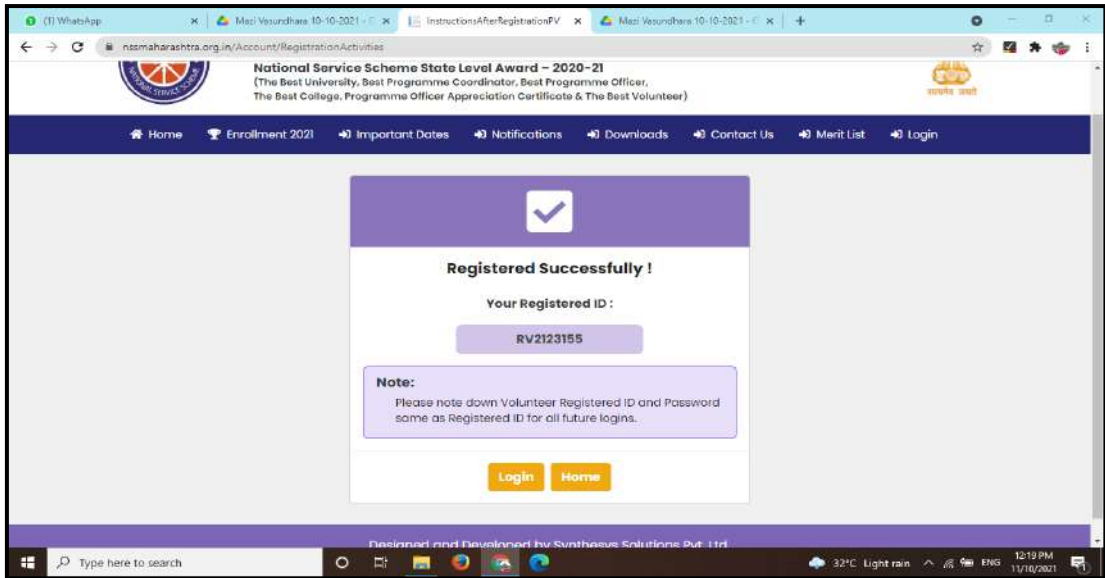 (1) WhatsApp
Mazi Vasundhara 10-10-2021 -
InstructionsAfterRegistrationPV
Mazi Vasundhara 10-10-2021 -
nssmaharashtra.org.in/Account/RegistrationActivities
NATIONAL SERVICE
National Service Scheme State Level Award – 2020-21
(The Best University, Best Programme Coordinator, Best Programme Officer,
The Best College, Programme Officer Appreciation Certificate & The Best Volunteer)
सत्यमेव जयते
Home Enrollment 2021 Important Dates Notifications Downloads Contact Us Merit List Login
Registered Successfully !
Your Registered ID :
RV2123155
Note:
Please note down Volunteer Registered ID and Password
same as Registered ID for all future logins.
Login Home
Designed and Developed by Synthesys Solutions Pvt. Ltd
Type here to search
32°C Light rain
ENG
12:19 PM
11/10/2021